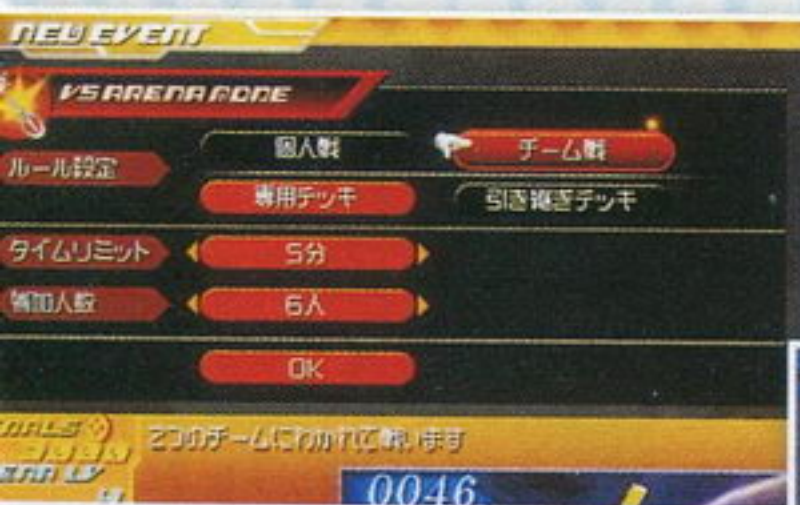 NEW EVENT
VS ARENA MODE
ルール設定
個人戦
チーム戦
専用デッキ
引き継ぎデッキ
タイムリミット
5分
参加人数
6人
OK
2つのチームにわかれて戦います
0046